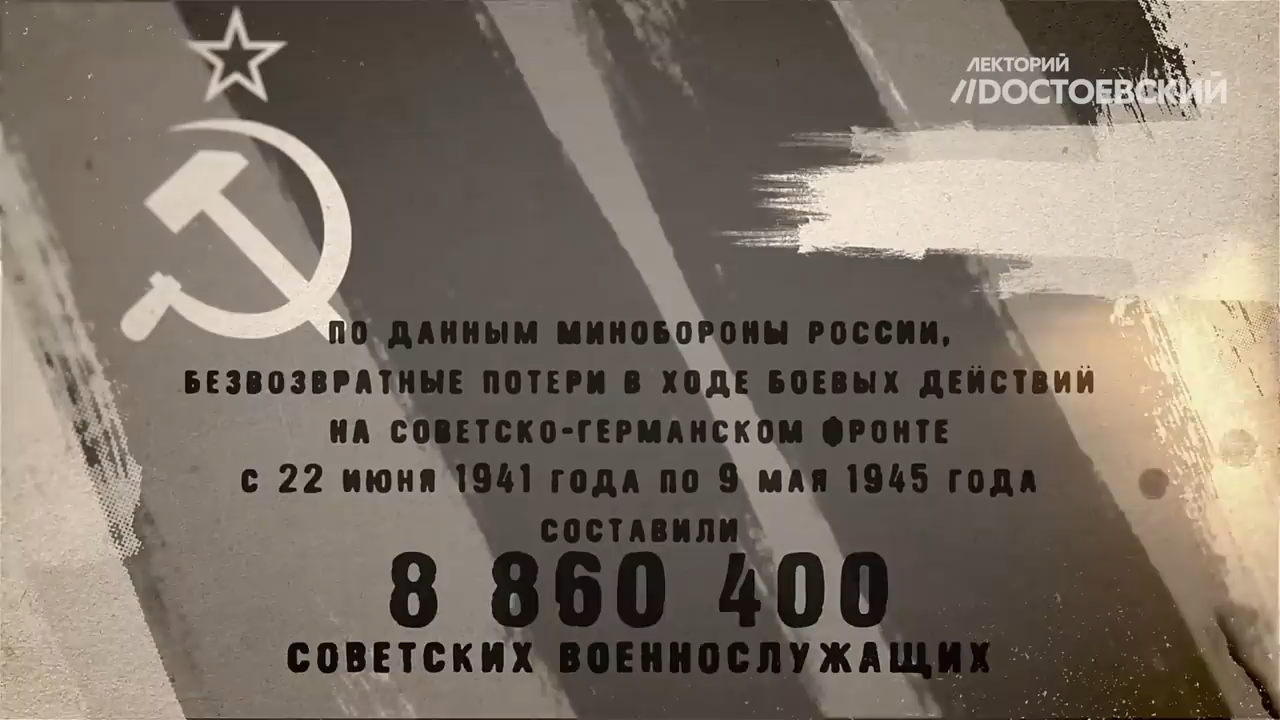 ЛЕКТОРИЙ
//DОСТОЕВСКИЙ
ПО ДАННЫМ МИНОБОРОНЫ РОССИИ,
БЕЗВОЗВРАТНЫЕ ПОТЕРИ В ХОДЕ БОЕВЫХ ДЕЙСТВИЙ
НА СОВЕТСКО-ГЕРМАНСКОМ ФРОНТЕ
С 22 ИЮНЯ 1941 ГОДА ПО 9 МАЯ 1945 ГОДА
СОСТАВИЛИ
8 860 400
СОВЕТСКИХ ВОЕННОСЛУЖАЩИХ